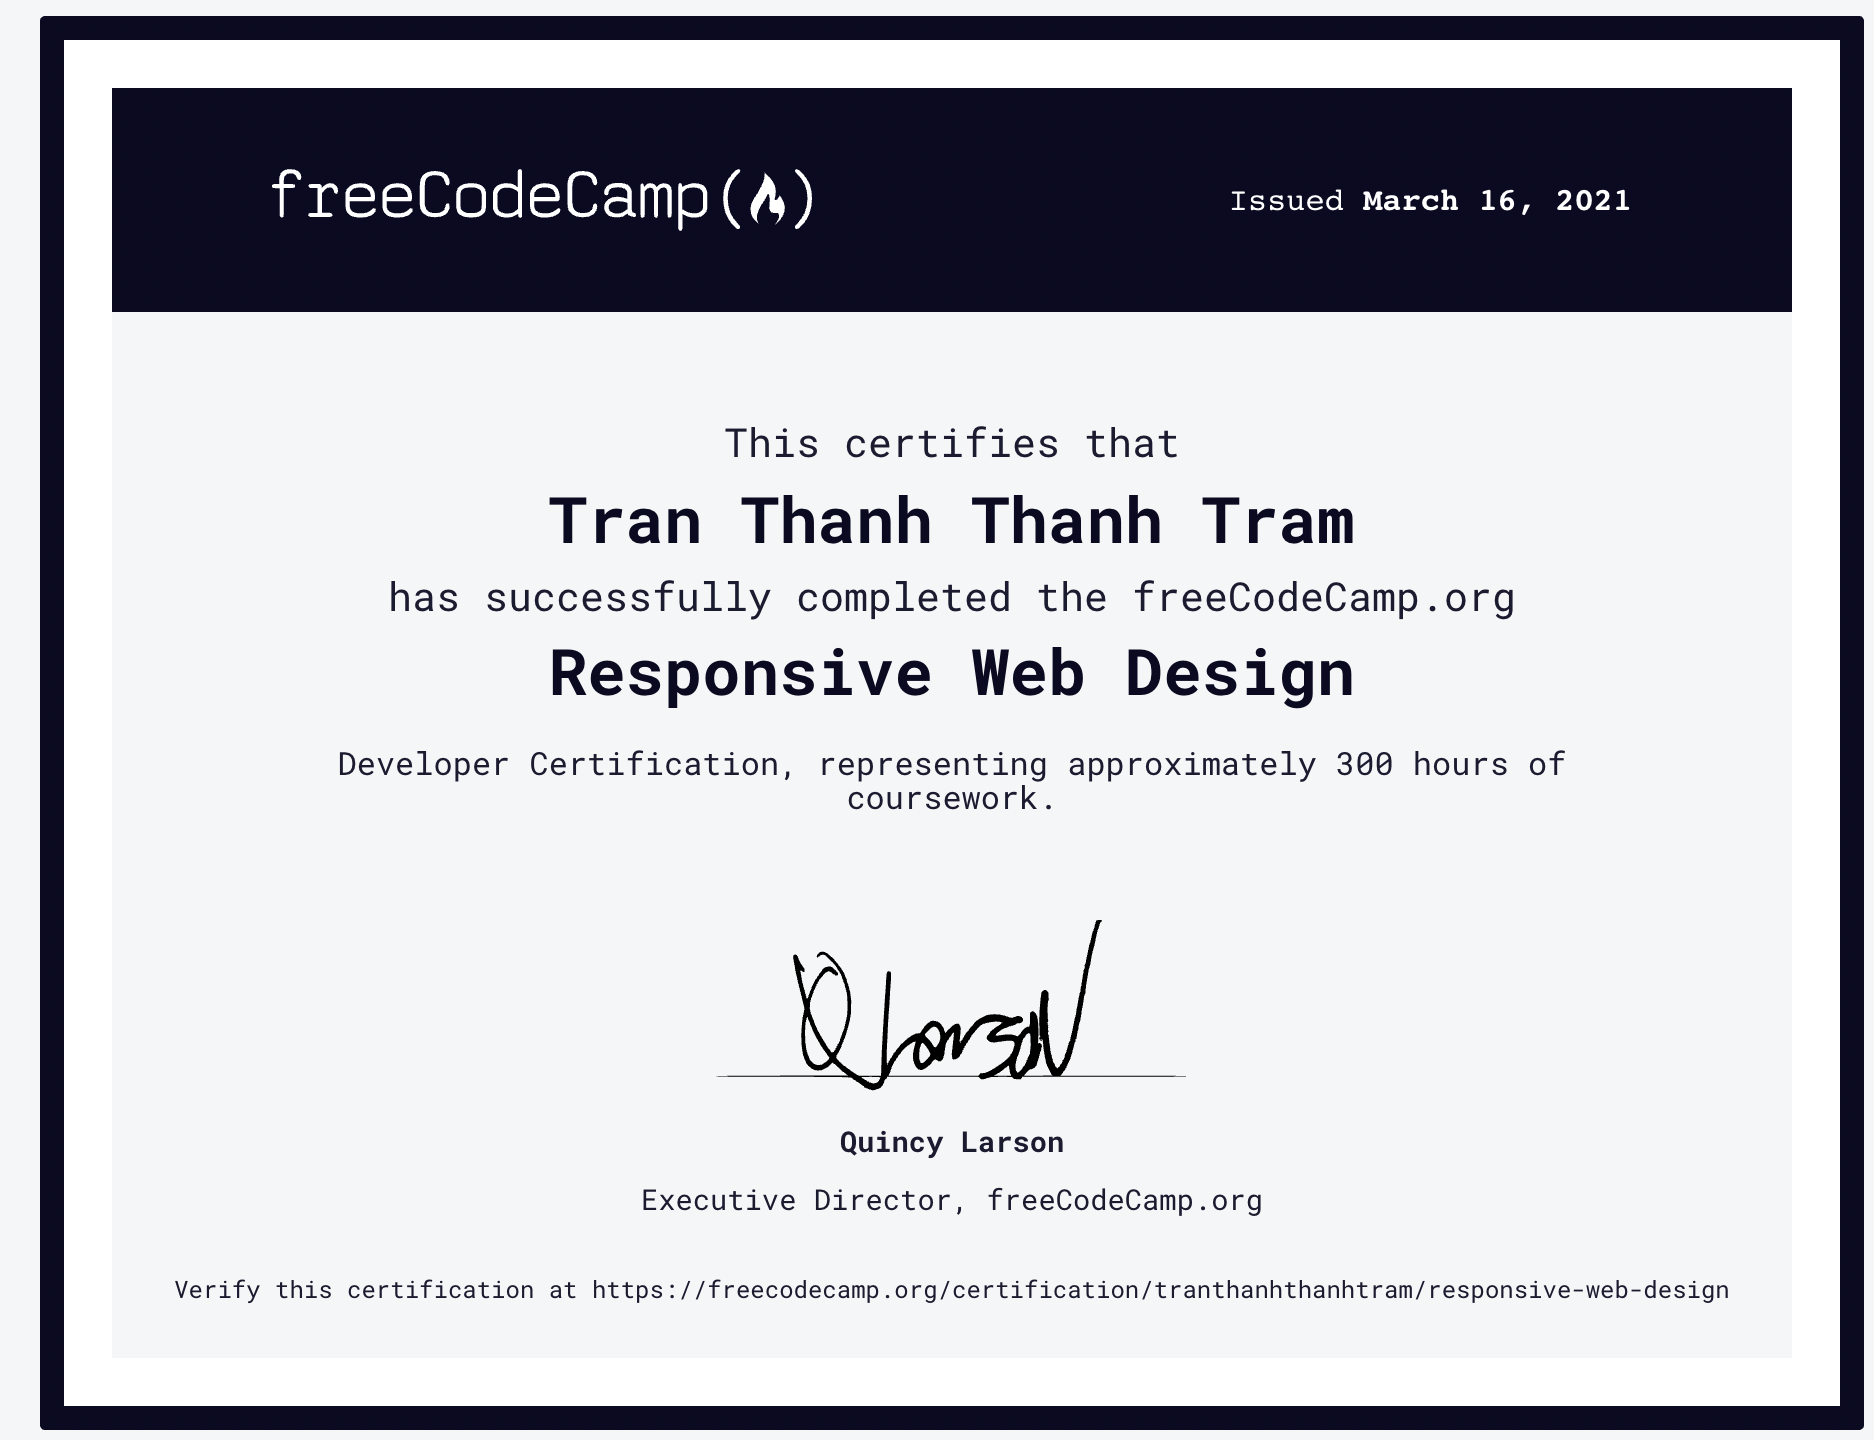 freeCodeCamp(🔥)
Issued March 16, 2021
This certifies that
Tran Thanh Thanh Tram
has successfully completed the freeCodeCamp.org
Responsive Web Design
Developer Certification, representing approximately 300 hours of
coursework.
Q Larson
Quincy Larson
Executive Director, freeCodeCamp.org
Verify this certification at https://freecodecamp.org/certification/tranthanhthanhtram/responsive-web-design